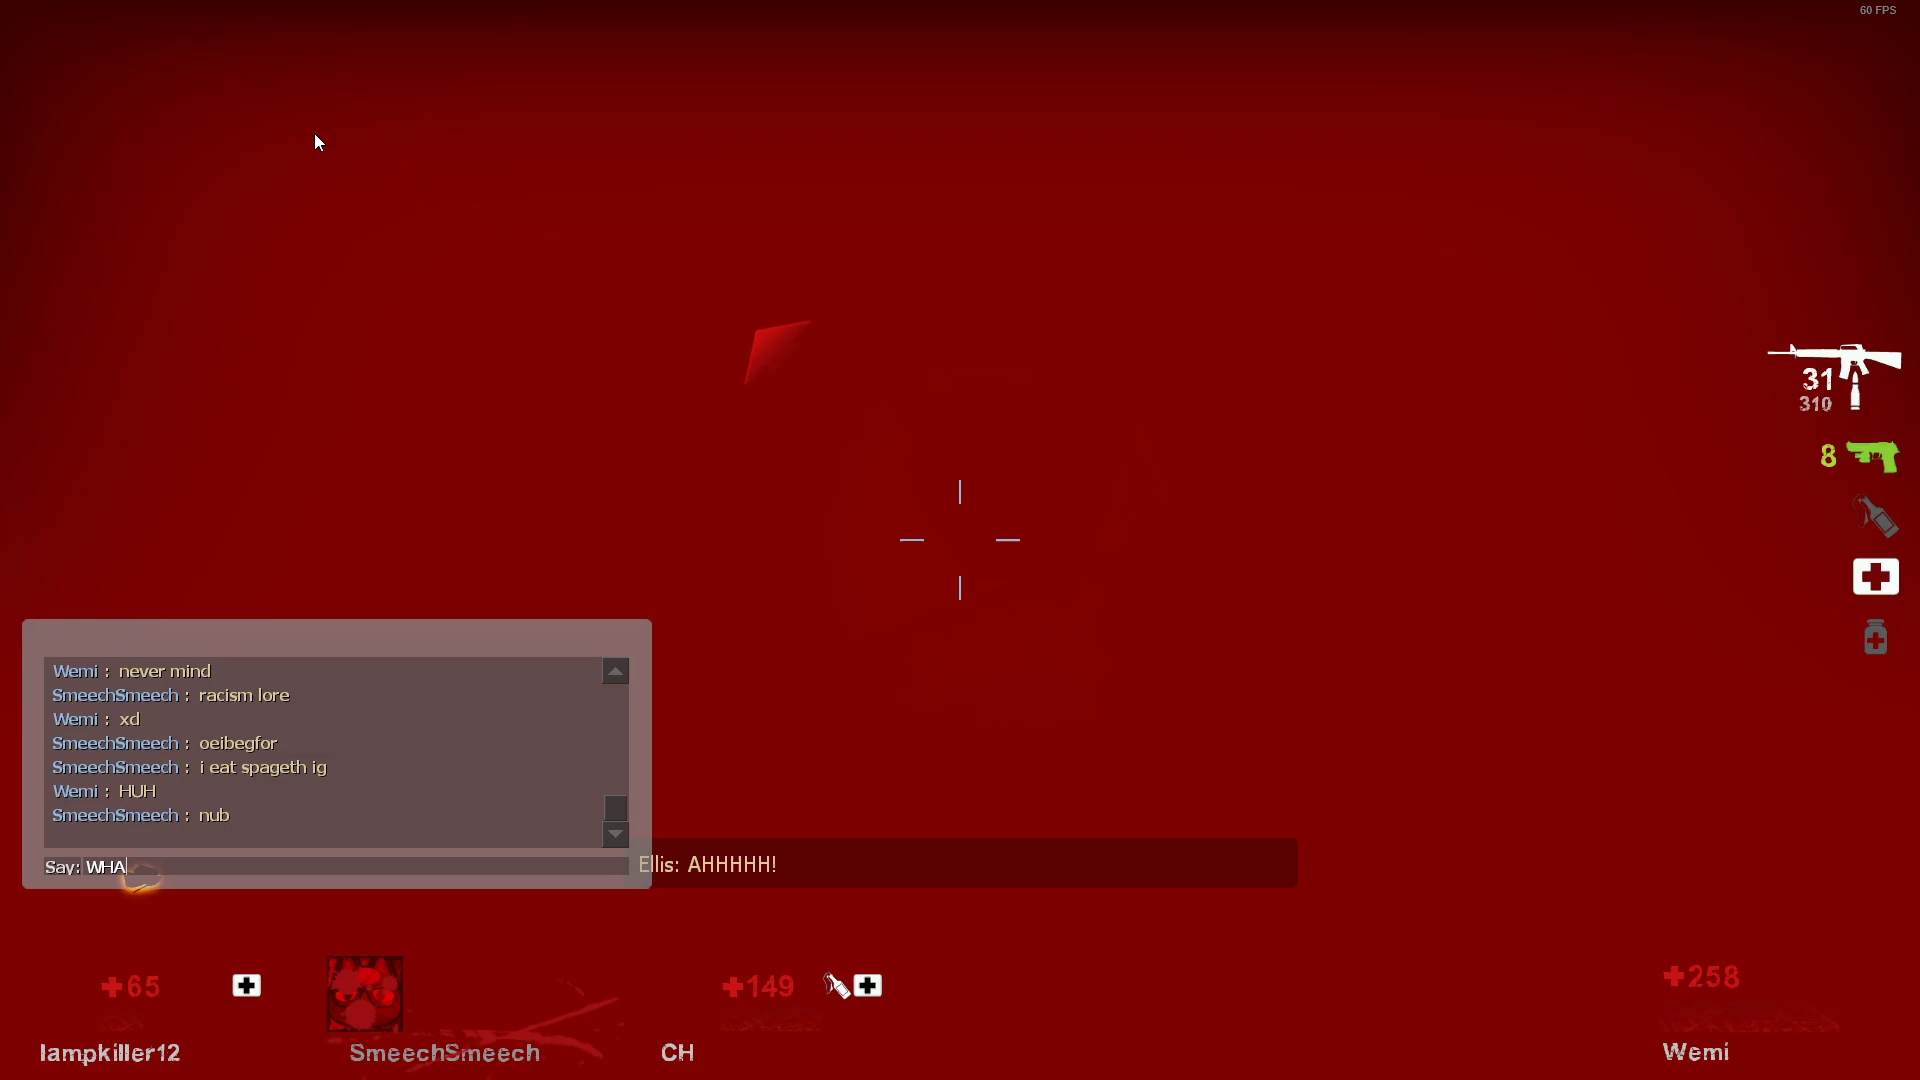 60 FPS
31
310
8
Wemi : never mind
SmeechSmeech : racism lore
Wemi : xd
SmeechSmeech : oeibegfor
SmeechSmeech : i eat spageth ig
Wemi : HUH
SmeechSmeech : nub
Say: WHA
Ellis: AHHHHH!
+65
+149
+258
lampkiller12
SmeechSmeech
CH
Wemi